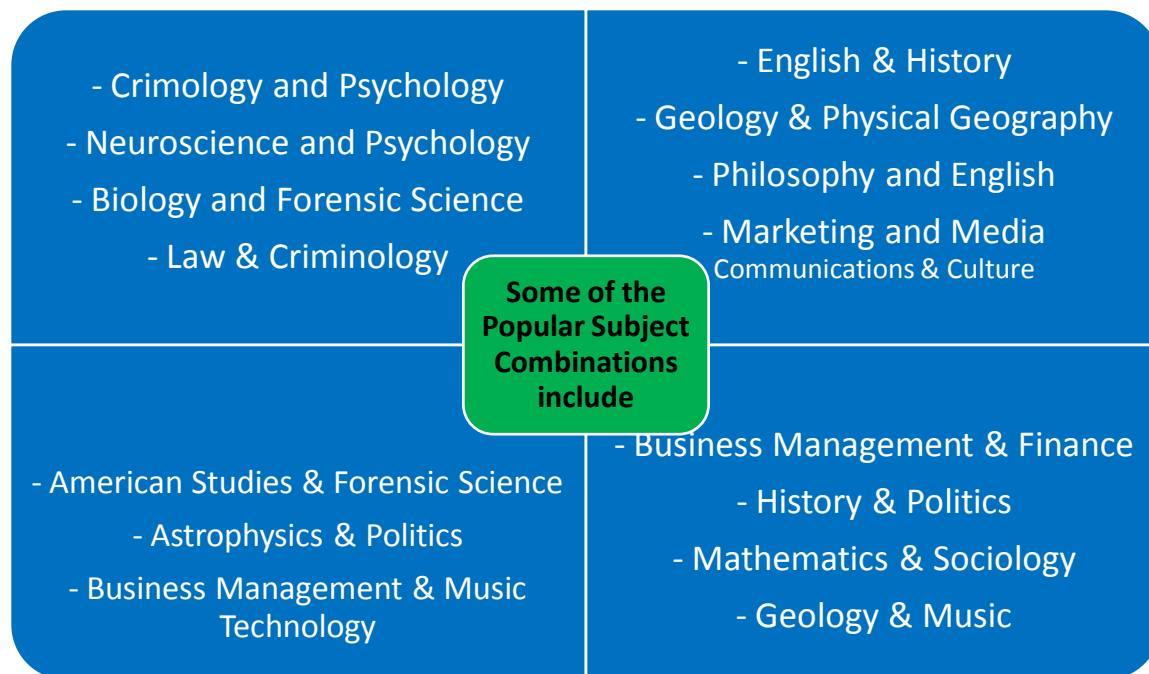 - Crimology and Psychology
- Neuroscience and Psychology
- Biology and Forensic Science
- Law & Criminology
- English & History
- Geology & Physical Geography
- Philosophy and English
- Marketing and Media
Communications & Culture
Some of the
Popular Subject
Combinations
include
- American Studies & Forensic Science
- Astrophysics & Politics
- Business Management & Music
Technology
- Business Management & Finance
- History & Politics
- Mathematics & Sociology
- Geology & Music